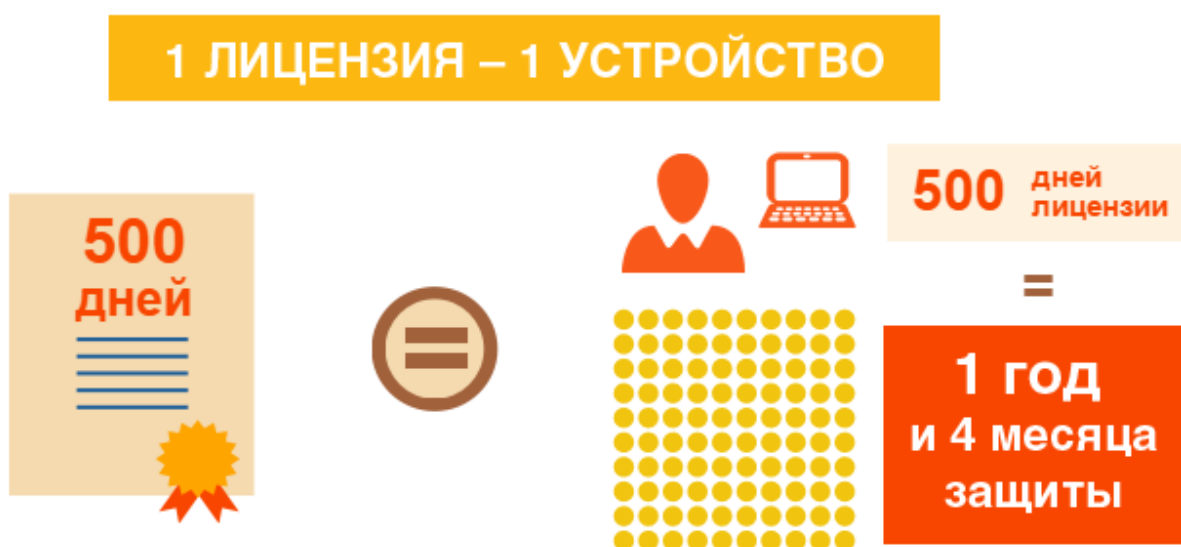 1 ЛИЦЕНЗИЯ – 1 УСТРОЙСТВО
500
дней
500 дней
лицензии
=
1 год
и 4 месяца
защиты